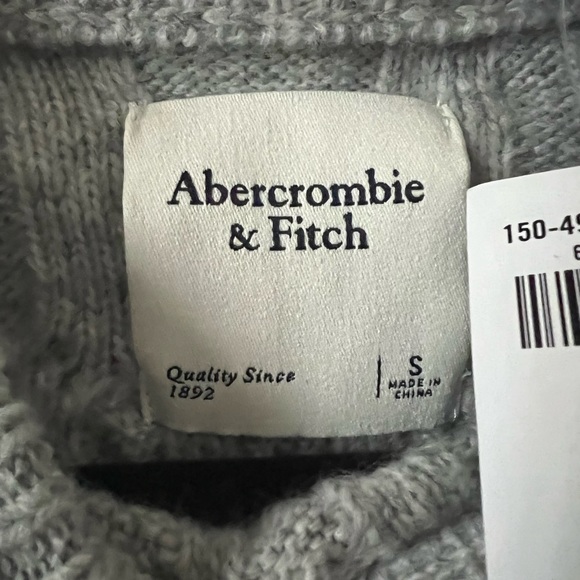 Abercrombie
& Fitch
Quality Since
1892
S
MADE IN
CHINA
150-49